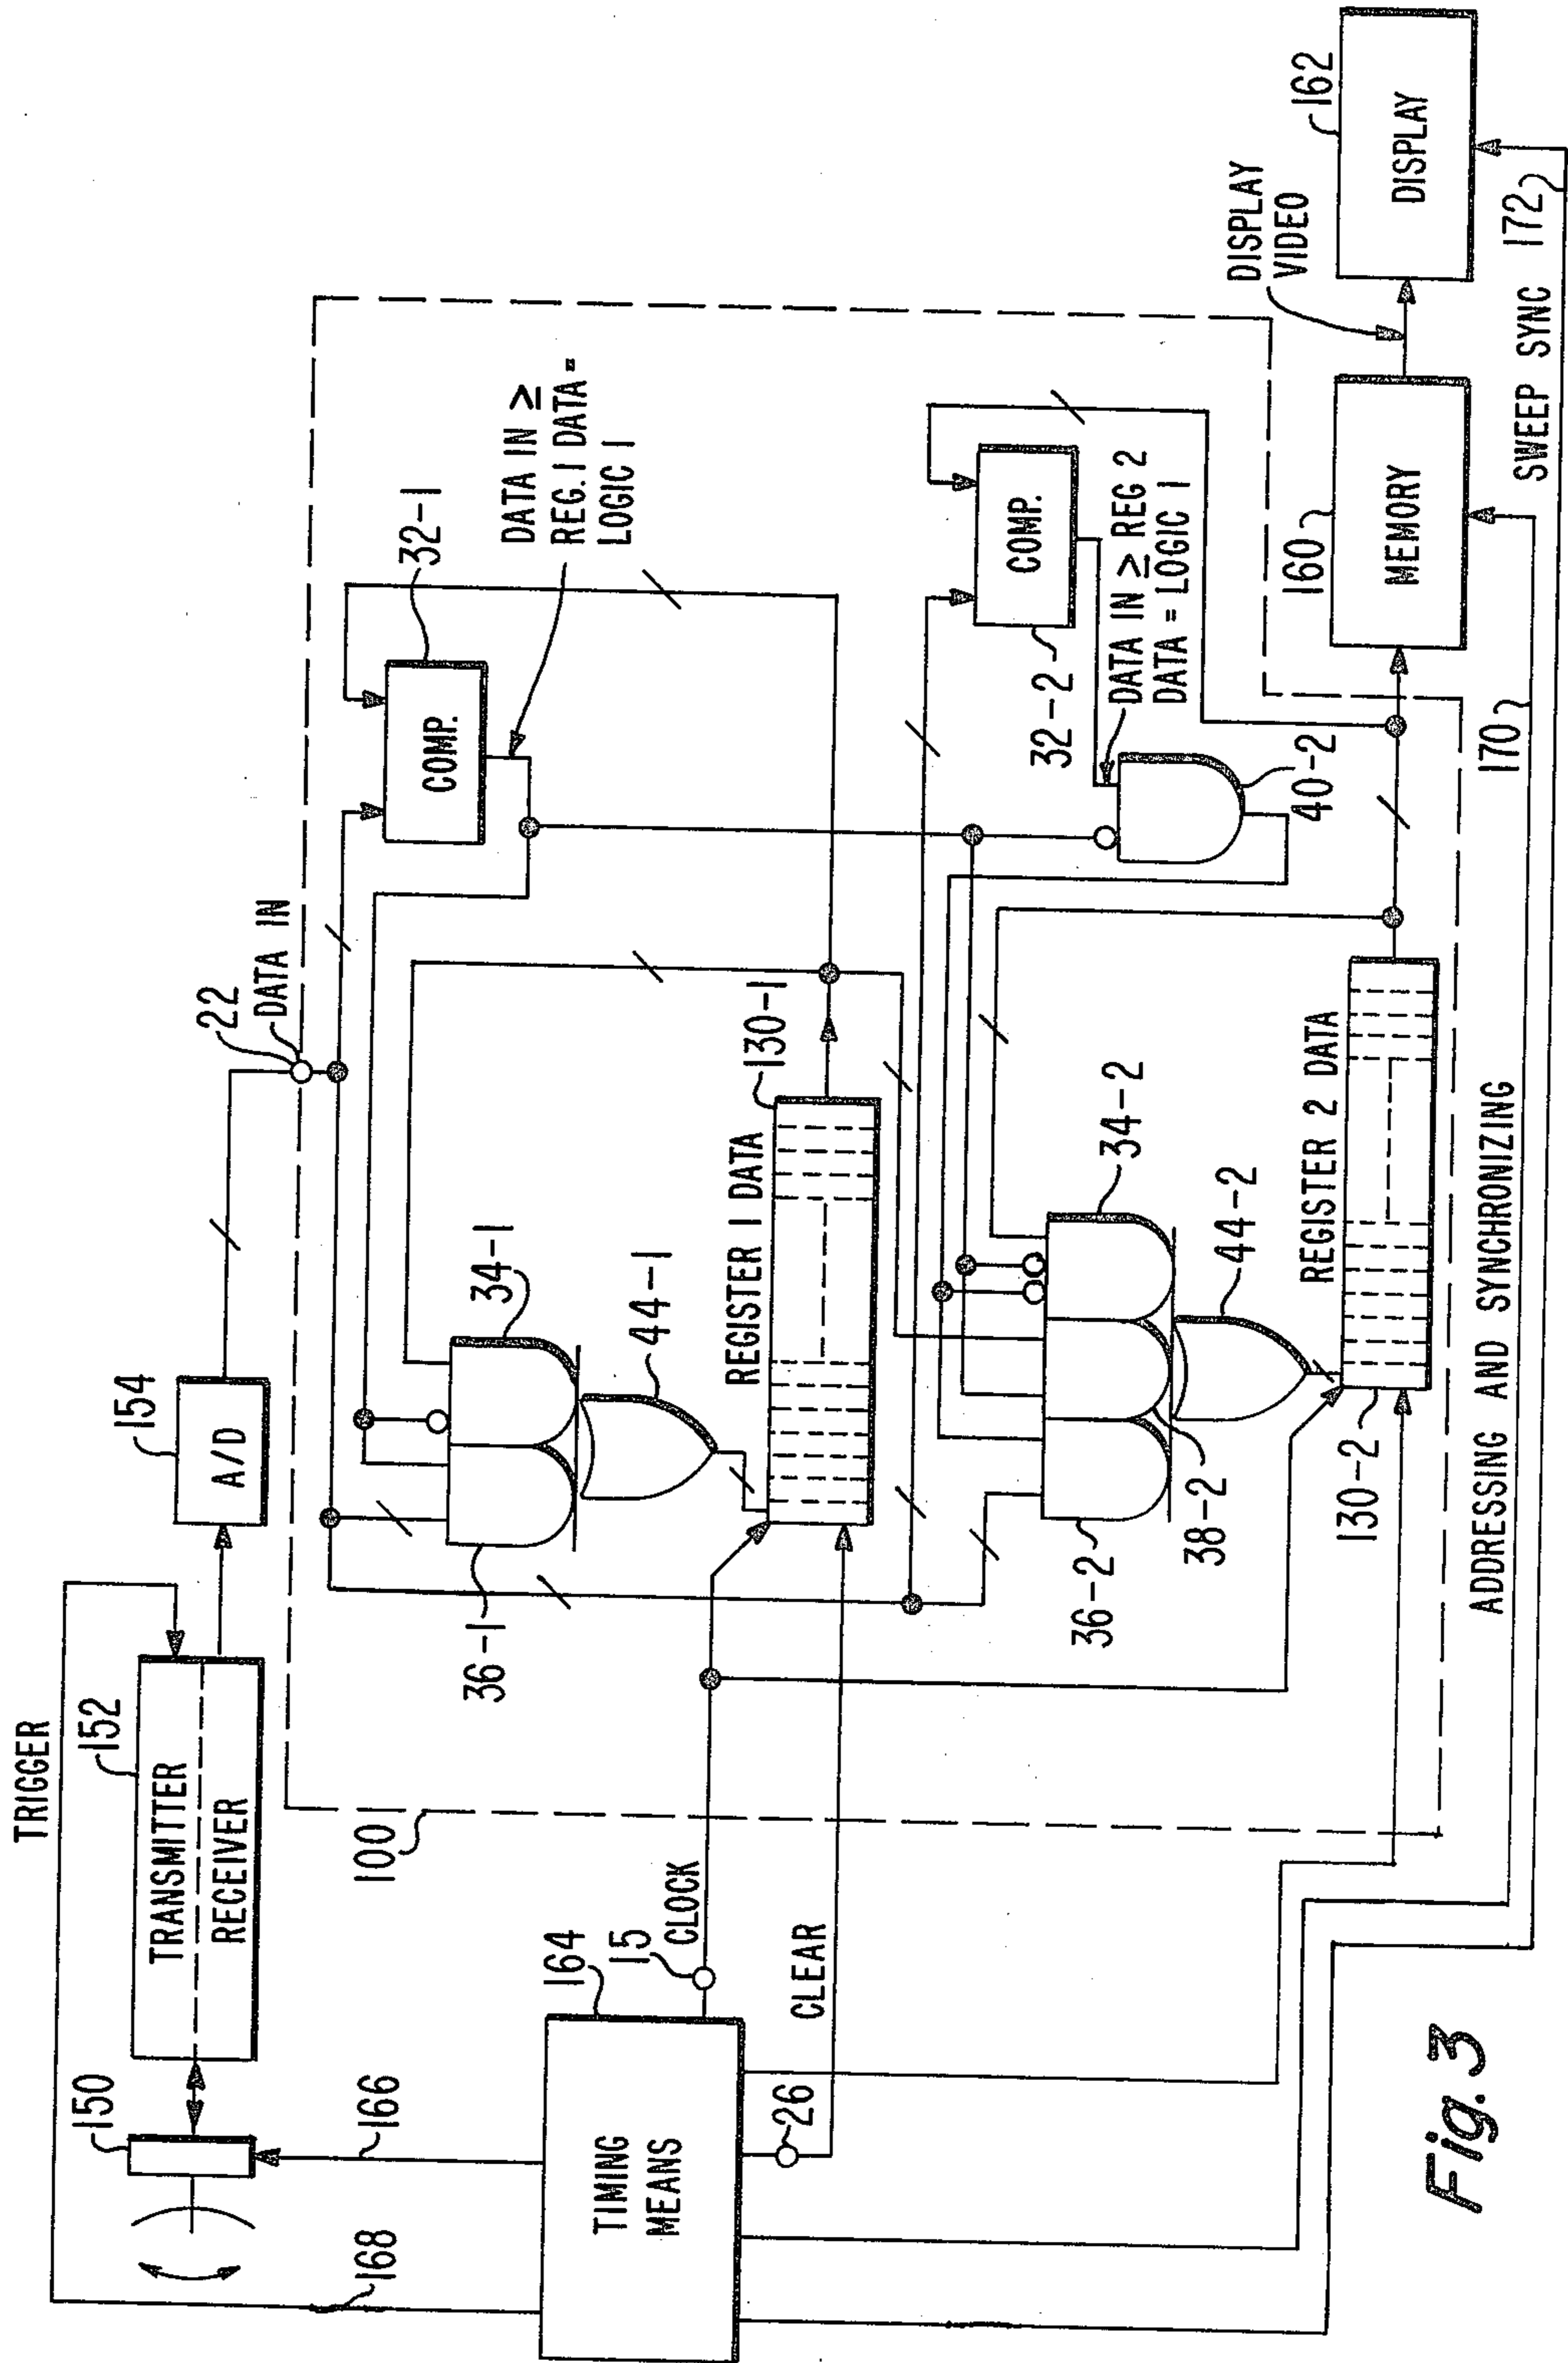 TRIGGER
152
TRANSMITTER
RECEIVER
150
168
166
154
A/D
22
DATA IN
100
164
TIMING
MEANS
15
CLOCK
26
CLEAR
36-1
34-1
44-1
REGISTER 1 DATA
130-1
COMP.
32-1
DATA IN ≥
REG. 1 DATA =
LOGIC 1
36-2
38-2
34-2
44-2
REGISTER 2 DATA
130-2
COMP.
32-2
DATA IN ≥ REG 2
DATA = LOGIC 1
40-2
160
MEMORY
DISPLAY
VIDEO
162
DISPLAY
ADDRESSING AND SYNCHRONIZING
170
SWEEP SYNC
172
Fig. 3